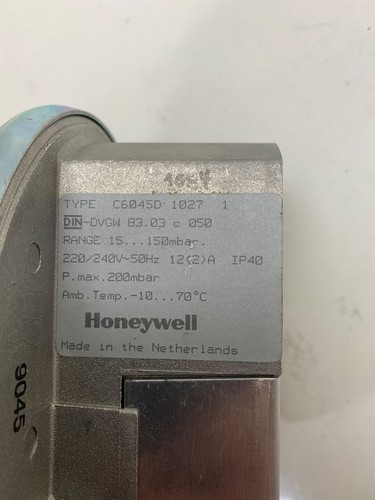 TYPE C6045D 1027 1
DIN-DVGW 83.03 c 050
RANGE 15...150mbar.
220/240V~50Hz 12(2)A IP40
P.max.200mbar
Amb.Temp.-10...70°C
Honeywell
Made in the Netherlands
9045